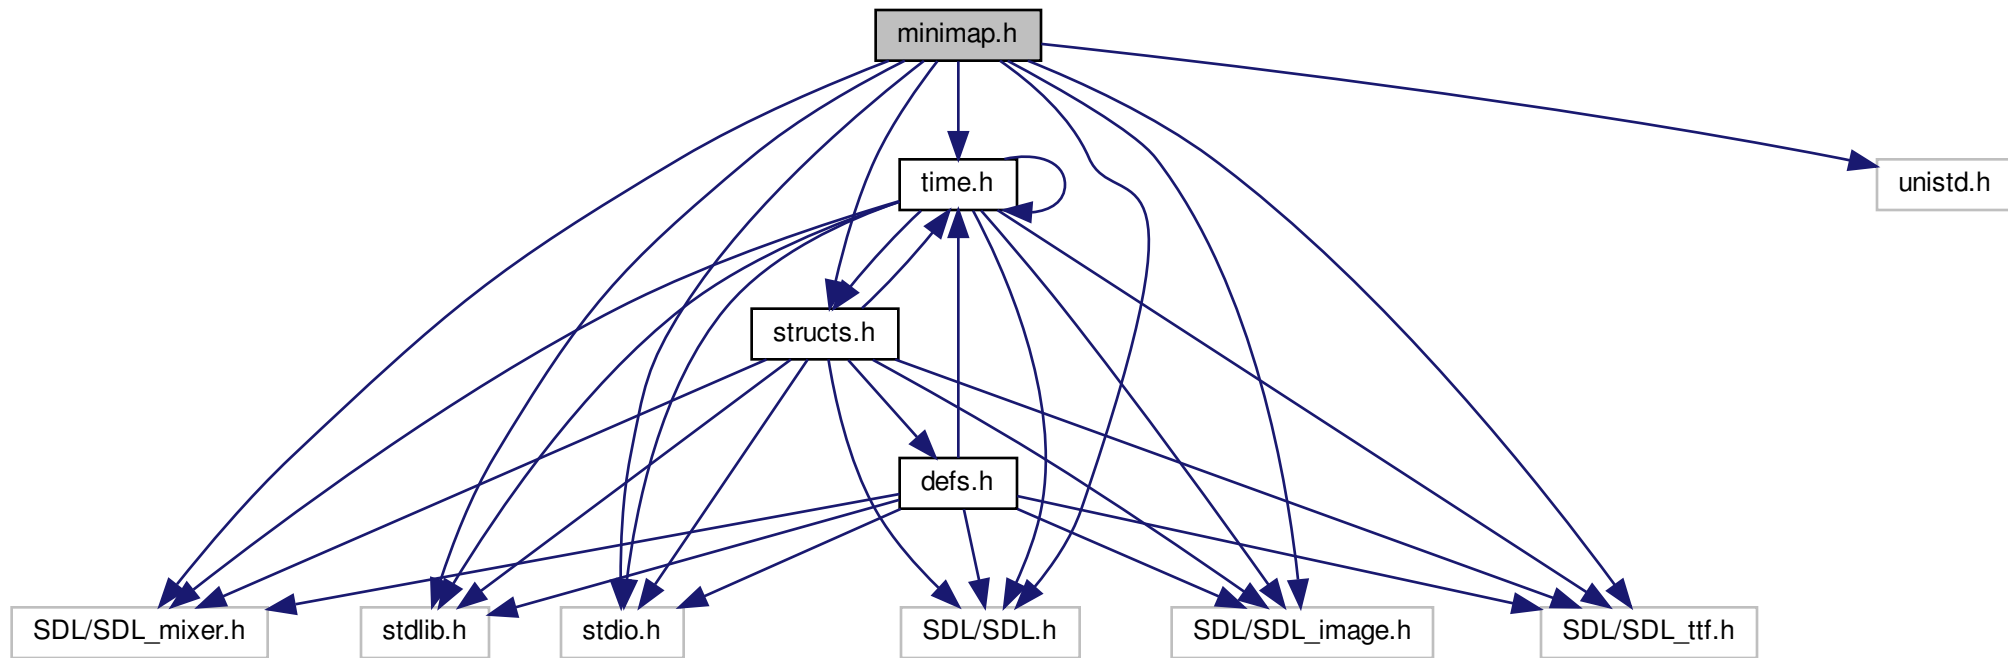 minimap.h
time.h
unistd.h
structs.h
defs.h
SDL/SDL_mixer.h
stdlib.h
stdio.h
SDL/SDL.h
SDL/SDL_image.h
SDL/SDL_ttf.h